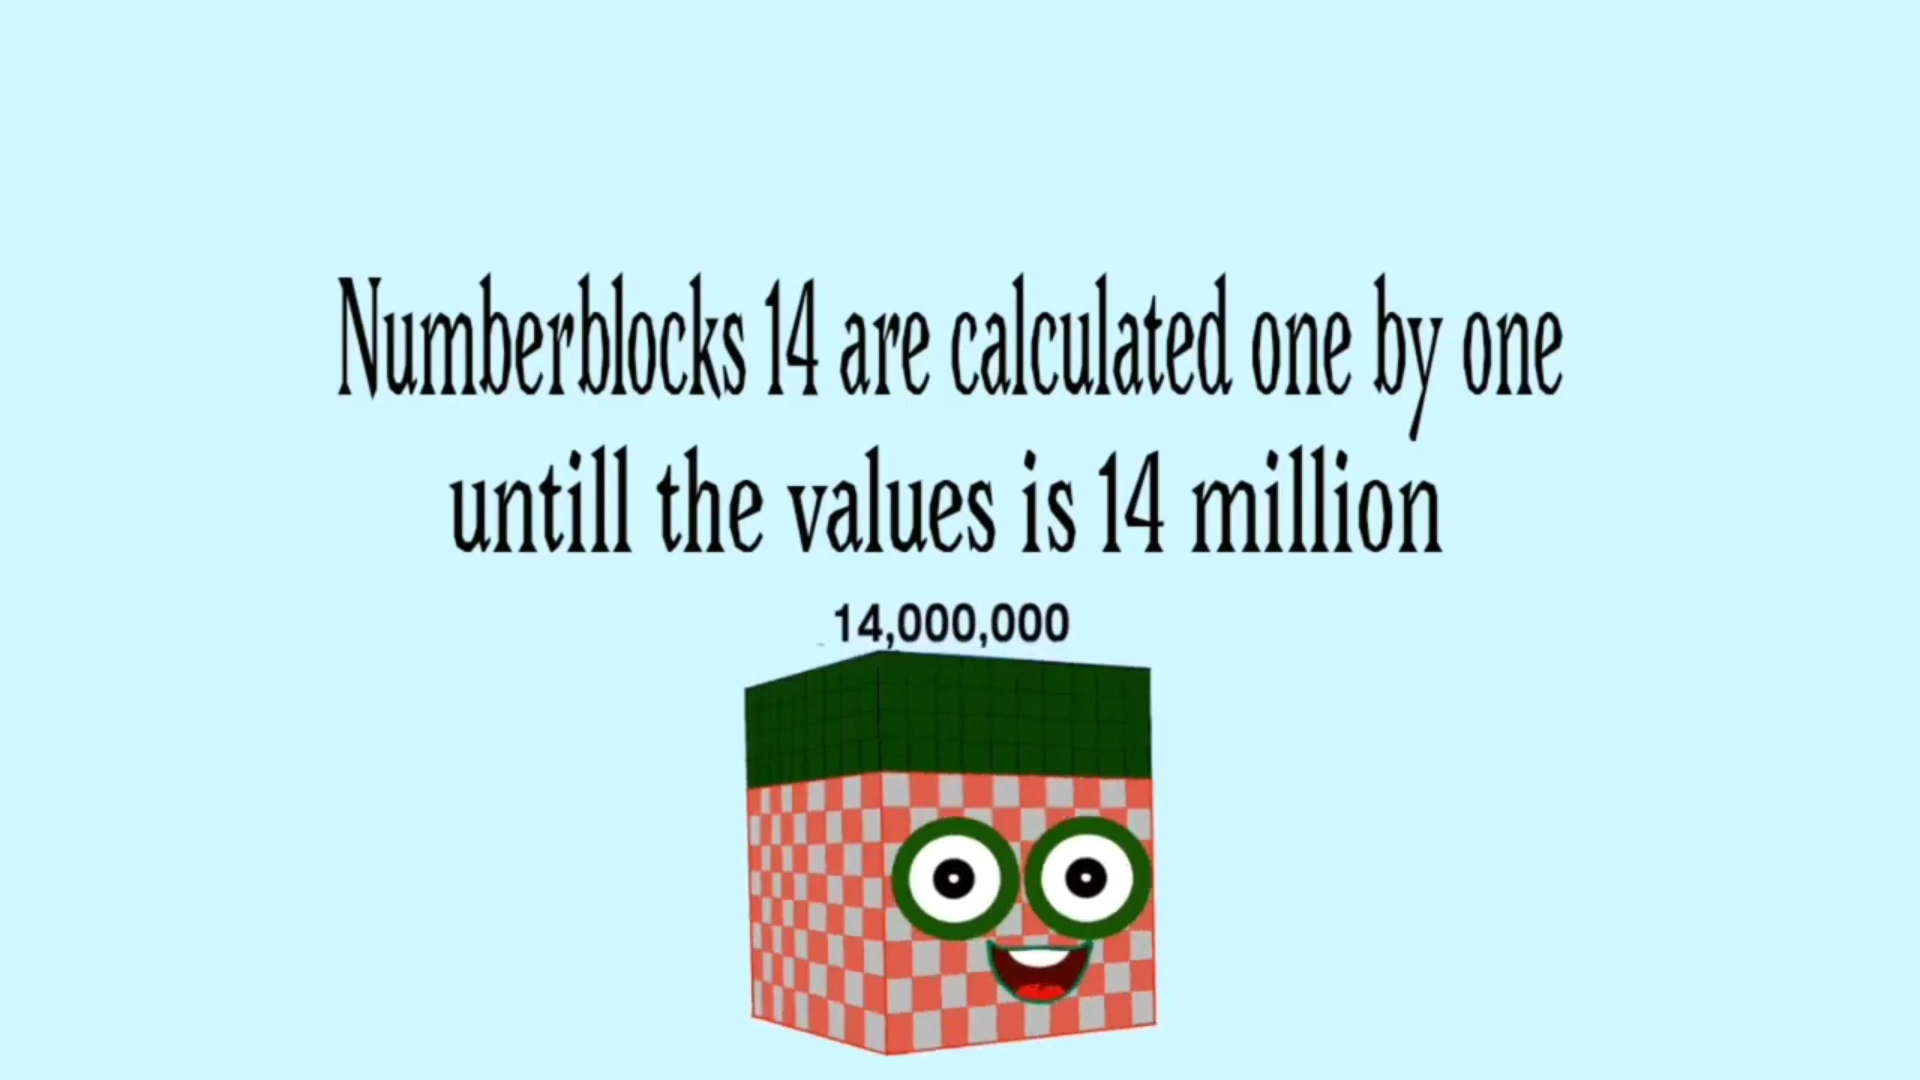 Numberblocks 14 are calculated one by one
untill the values is 14 million
14,000,000